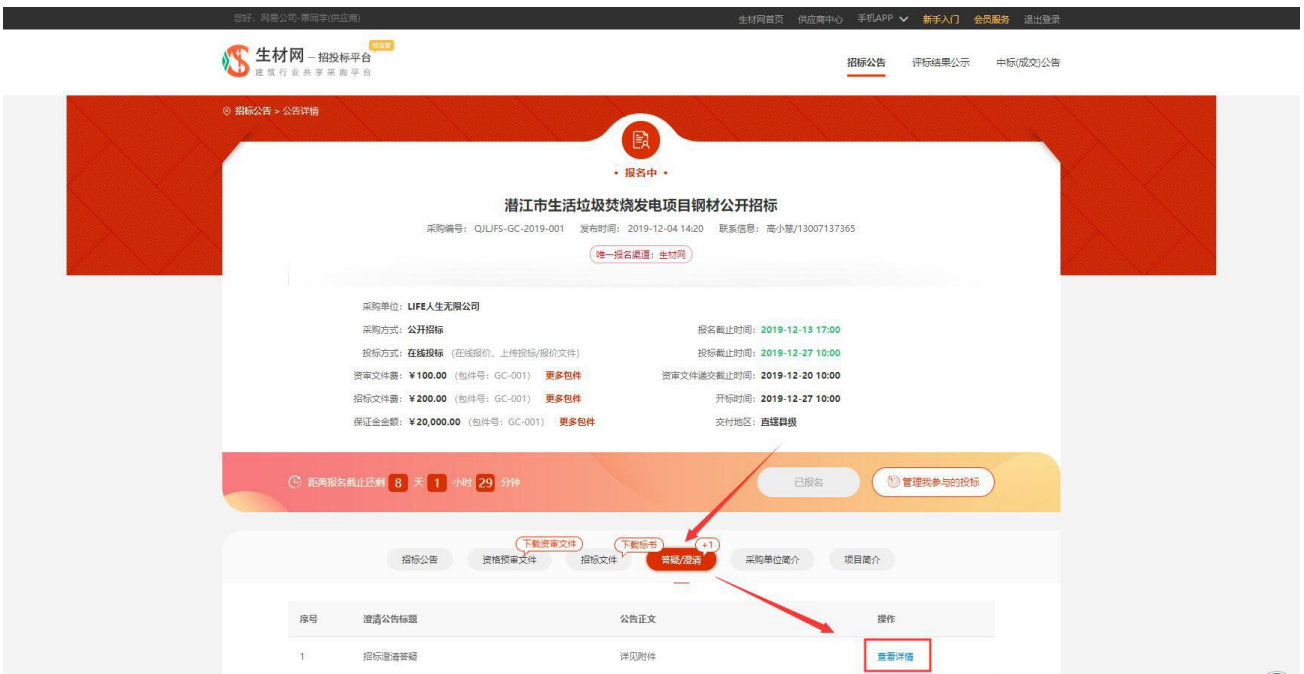 您好，网易公司-覃同学(供应商)
生材网首页 供应商中心 手机APP 新手入门 会员服务 退出登录
生材网 - 招投标平台
建筑行业共享采购平台
招标公告 评标结果公示 中标(成交)公告
招标公告 > 公告详情
• 报名中 •
潜江市生活垃圾焚烧发电项目钢材公开招标
采购编号：QJLJFS-GC-2019-001 发布时间：2019-12-04 14:20 联系信息：高小慧/13007137365
唯一报名渠道：生材网
采购单位：LIFE人生无限公司
采购方式：公开招标 报名截止时间：2019-12-13 17:00
投标方式：在线投标 (在线报价、上传投标/报价文件) 投标截止时间：2019-12-27 10:00
资审文件费：¥100.00 (包件号：GC-001) 更多包件 资审文件递交截止时间：2019-12-20 10:00
招标文件费：¥200.00 (包件号：GC-001) 更多包件 开标时间：2019-12-27 10:00
保证金金额：¥20,000.00 (包件号：GC-001) 更多包件 交付地区：直辖县级
距离报名截止还剩 8 天 1 小时 29 分钟 已报名 管理我参与的投标
下载资审文件 下载标书 +1
招标公告 资格预审文件 招标文件 答疑/澄清 采购单位简介 项目简介
序号 澄清公告标题 公告正文 操作
1 招标澄清答疑 详见附件 查看详情